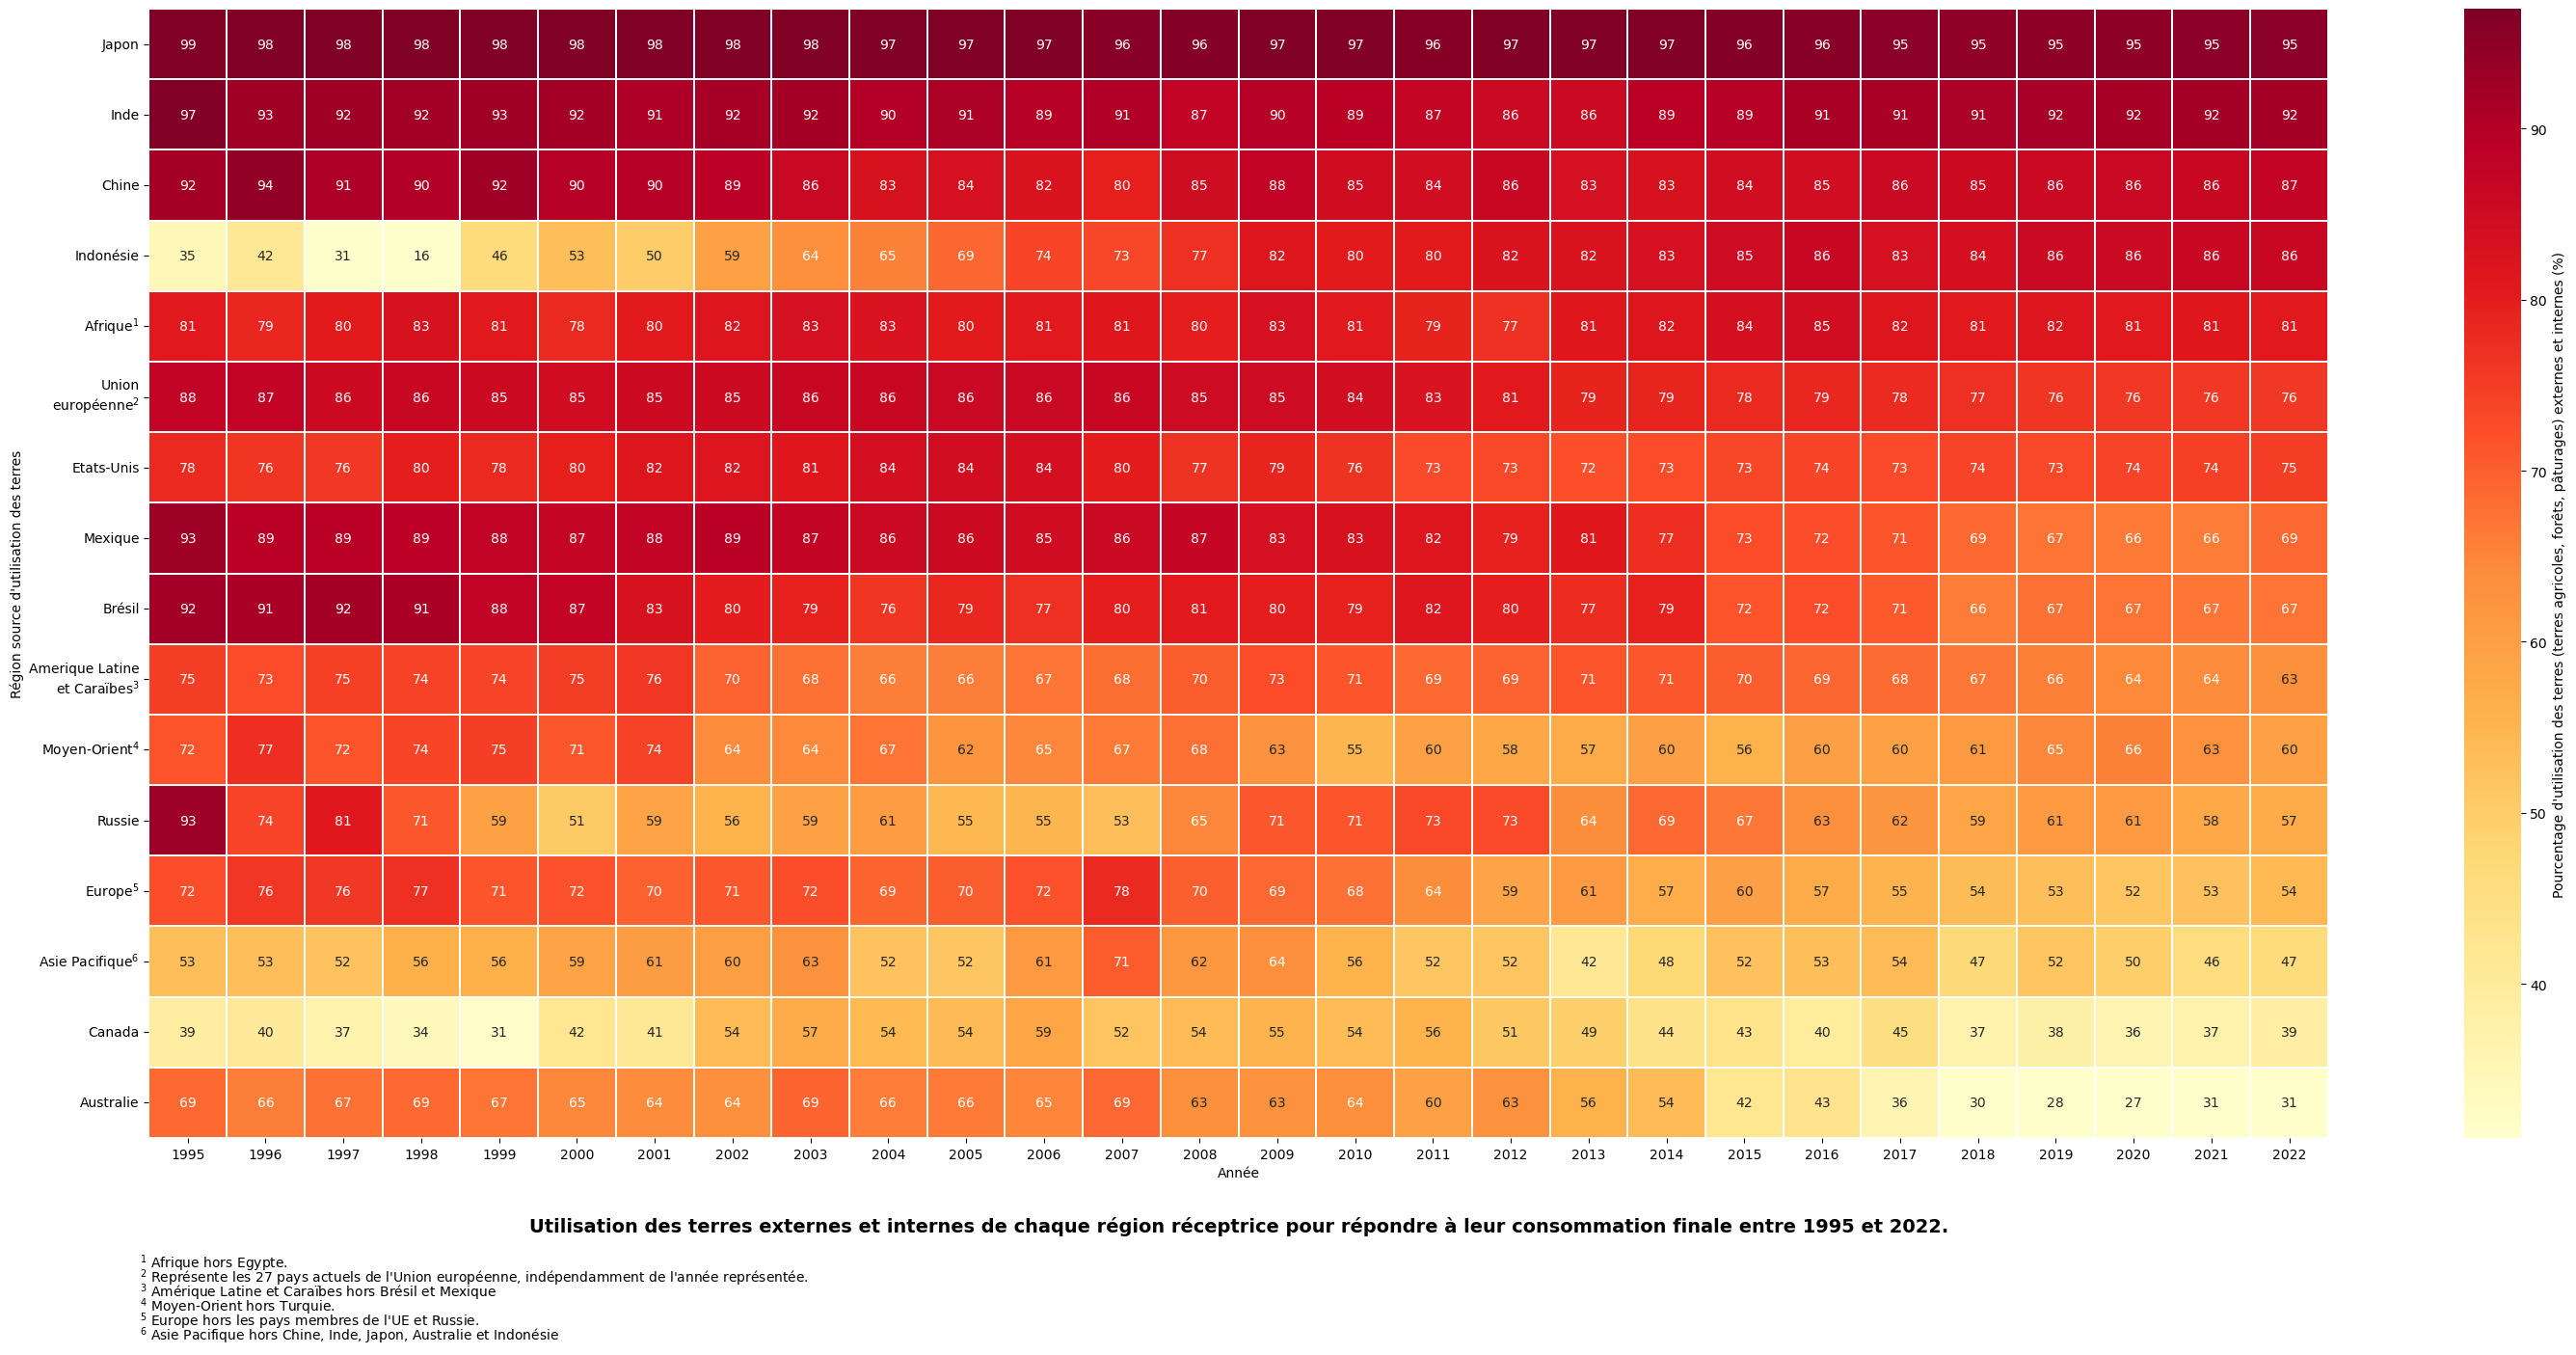 Japon 99 98 98 98 98 98 98 98 98 97 97 97 96 96 97 97 96 97 97 97 96 96 95 95 95 95 95 95
Inde 97 93 92 92 93 92 91 92 92 90 91 89 91 87 90 89 87 86 86 89 89 91 91 91 92 92 92 92
90
Chine 92 94 91 90 92 90 90 89 86 83 84 82 80 85 88 85 84 86 83 83 84 85 86 85 86 86 86 87
Indonésie 35 42 31 16 46 53 50 59 64 65 69 74 73 77 82 80 80 82 82 83 85 86 83 84 86 86 86 86
80
Afrique¹ 81 79 80 83 81 78 80 82 83 83 80 81 81 80 83 81 79 77 81 82 84 85 82 81 82 81 81 81
Union
européenne² 88 87 86 86 85 85 85 85 86 86 86 86 86 85 85 84 83 81 79 79 78 79 78 77 76 76 76 76
Etats-Unis 78 76 76 80 78 80 82 82 81 84 84 84 80 77 79 76 73 73 72 73 73 74 73 74 73 74 74 75
70
Mexique 93 89 89 89 88 87 88 89 87 86 86 85 86 87 83 83 82 79 81 77 73 72 71 69 67 66 66 69
Brésil 92 91 92 91 88 87 83 80 79 76 79 77 80 81 80 79 82 80 77 79 72 72 71 66 67 67 67 67
60
Amerique Latine
et Caraïbes³ 75 73 75 74 74 75 76 70 68 66 66 67 68 70 73 71 69 69 71 71 70 69 68 67 66 64 64 63
Moyen-Orient⁴ 72 77 72 74 75 71 74 64 64 67 62 65 67 68 63 55 60 58 57 60 56 60 60 61 65 66 63 60
50
Russie 93 74 81 71 59 51 59 56 59 61 55 55 53 65 71 71 73 73 64 69 67 63 62 59 61 61 58 57
Europe⁵ 72 76 76 77 71 72 70 71 72 69 70 72 78 70 69 68 64 59 61 57 60 57 55 54 53 52 53 54
Asie Pacifique⁶ 53 53 52 56 56 59 61 60 63 52 52 61 71 62 64 56 52 52 42 48 52 53 54 47 52 50 46 47
40
Canada 39 40 37 34 31 42 41 54 57 54 54 59 52 54 55 54 56 51 49 44 43 40 45 37 38 36 37 39
Australie 69 66 67 69 67 65 64 64 69 66 66 65 69 63 63 64 60 63 56 54 42 43 36 30 28 27 31 31
1995 1996 1997 1998 1999 2000 2001 2002 2003 2004 2005 2006 2007 2008 2009 2010 2011 2012 2013 2014 2015 2016 2017 2018 2019 2020 2021 2022
Année
Région source d'utilisation des terres
Pourcentage d'utilisation des terres (terres agricoles, forêts, pâturages) externes et internes (%)
Utilisation des terres externes et internes de chaque région réceptrice pour répondre à leur consommation finale entre 1995 et 2022.
¹ Afrique hors Egypte.
² Représente les 27 pays actuels de l'Union européenne, indépendamment de l'année représentée.
³ Amérique Latine et Caraïbes hors Brésil et Mexique
⁴ Moyen-Orient hors Turquie.
⁵ Europe hors les pays membres de l'UE et Russie.
⁶ Asie Pacifique hors Chine, Inde, Japon, Australie et Indonésie